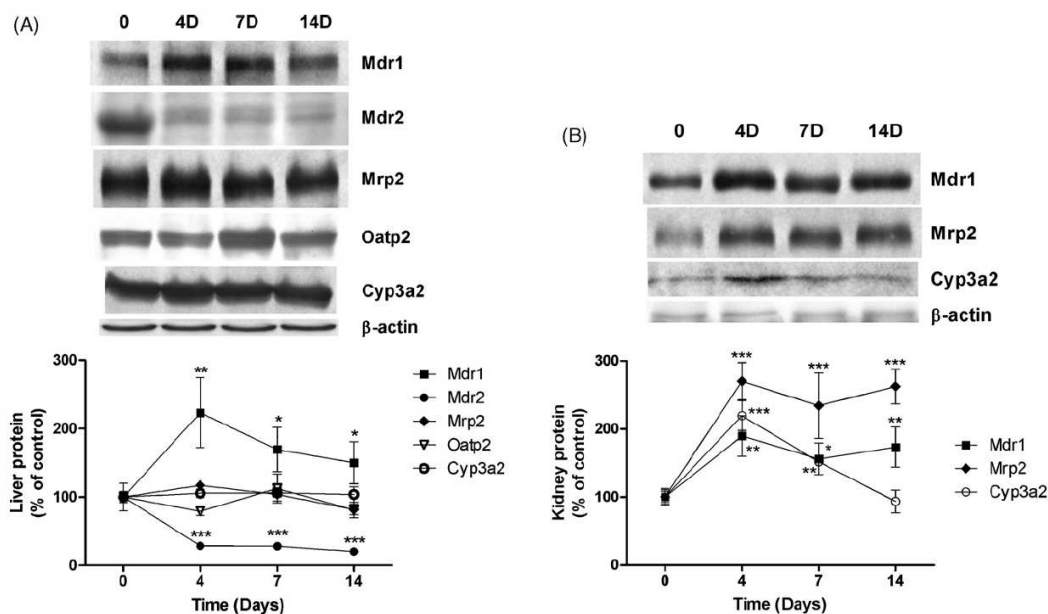 (A)
0 4D 7D 14D
Mdr1
Mdr2
Mrp2
Oatp2
Cyp3a2
β-actin
Liver protein
(% of control)
300
200
100
0
** * *
*** *** ***
0 4 7 14
Time (Days)
Mdr1
Mdr2
Mrp2
Oatp2
Cyp3a2
(B)
0 4D 7D 14D
Mdr1
Mrp2
Cyp3a2
β-actin
Kidney protein
(% of control)
300
200
100
0
*** *** ***
***
** ** * **
0 4 7 14
Time (Days)
Mdr1
Mrp2
Cyp3a2